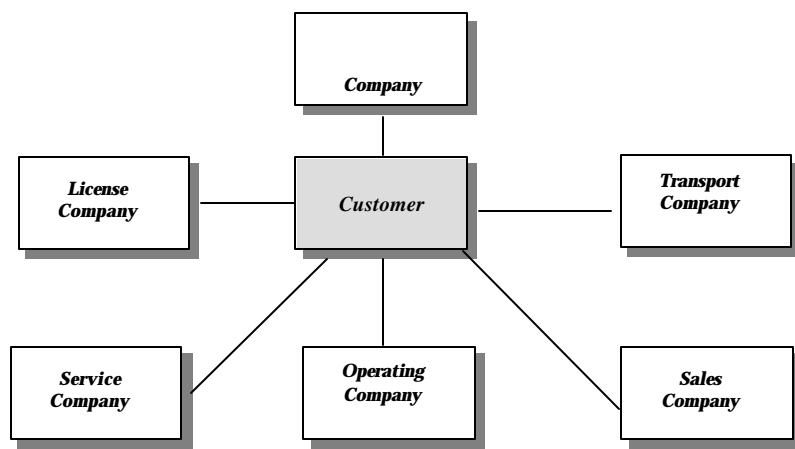 Company
License
Company
Customer
Transport
Company
Service
Company
Operating
Company
Sales
Company